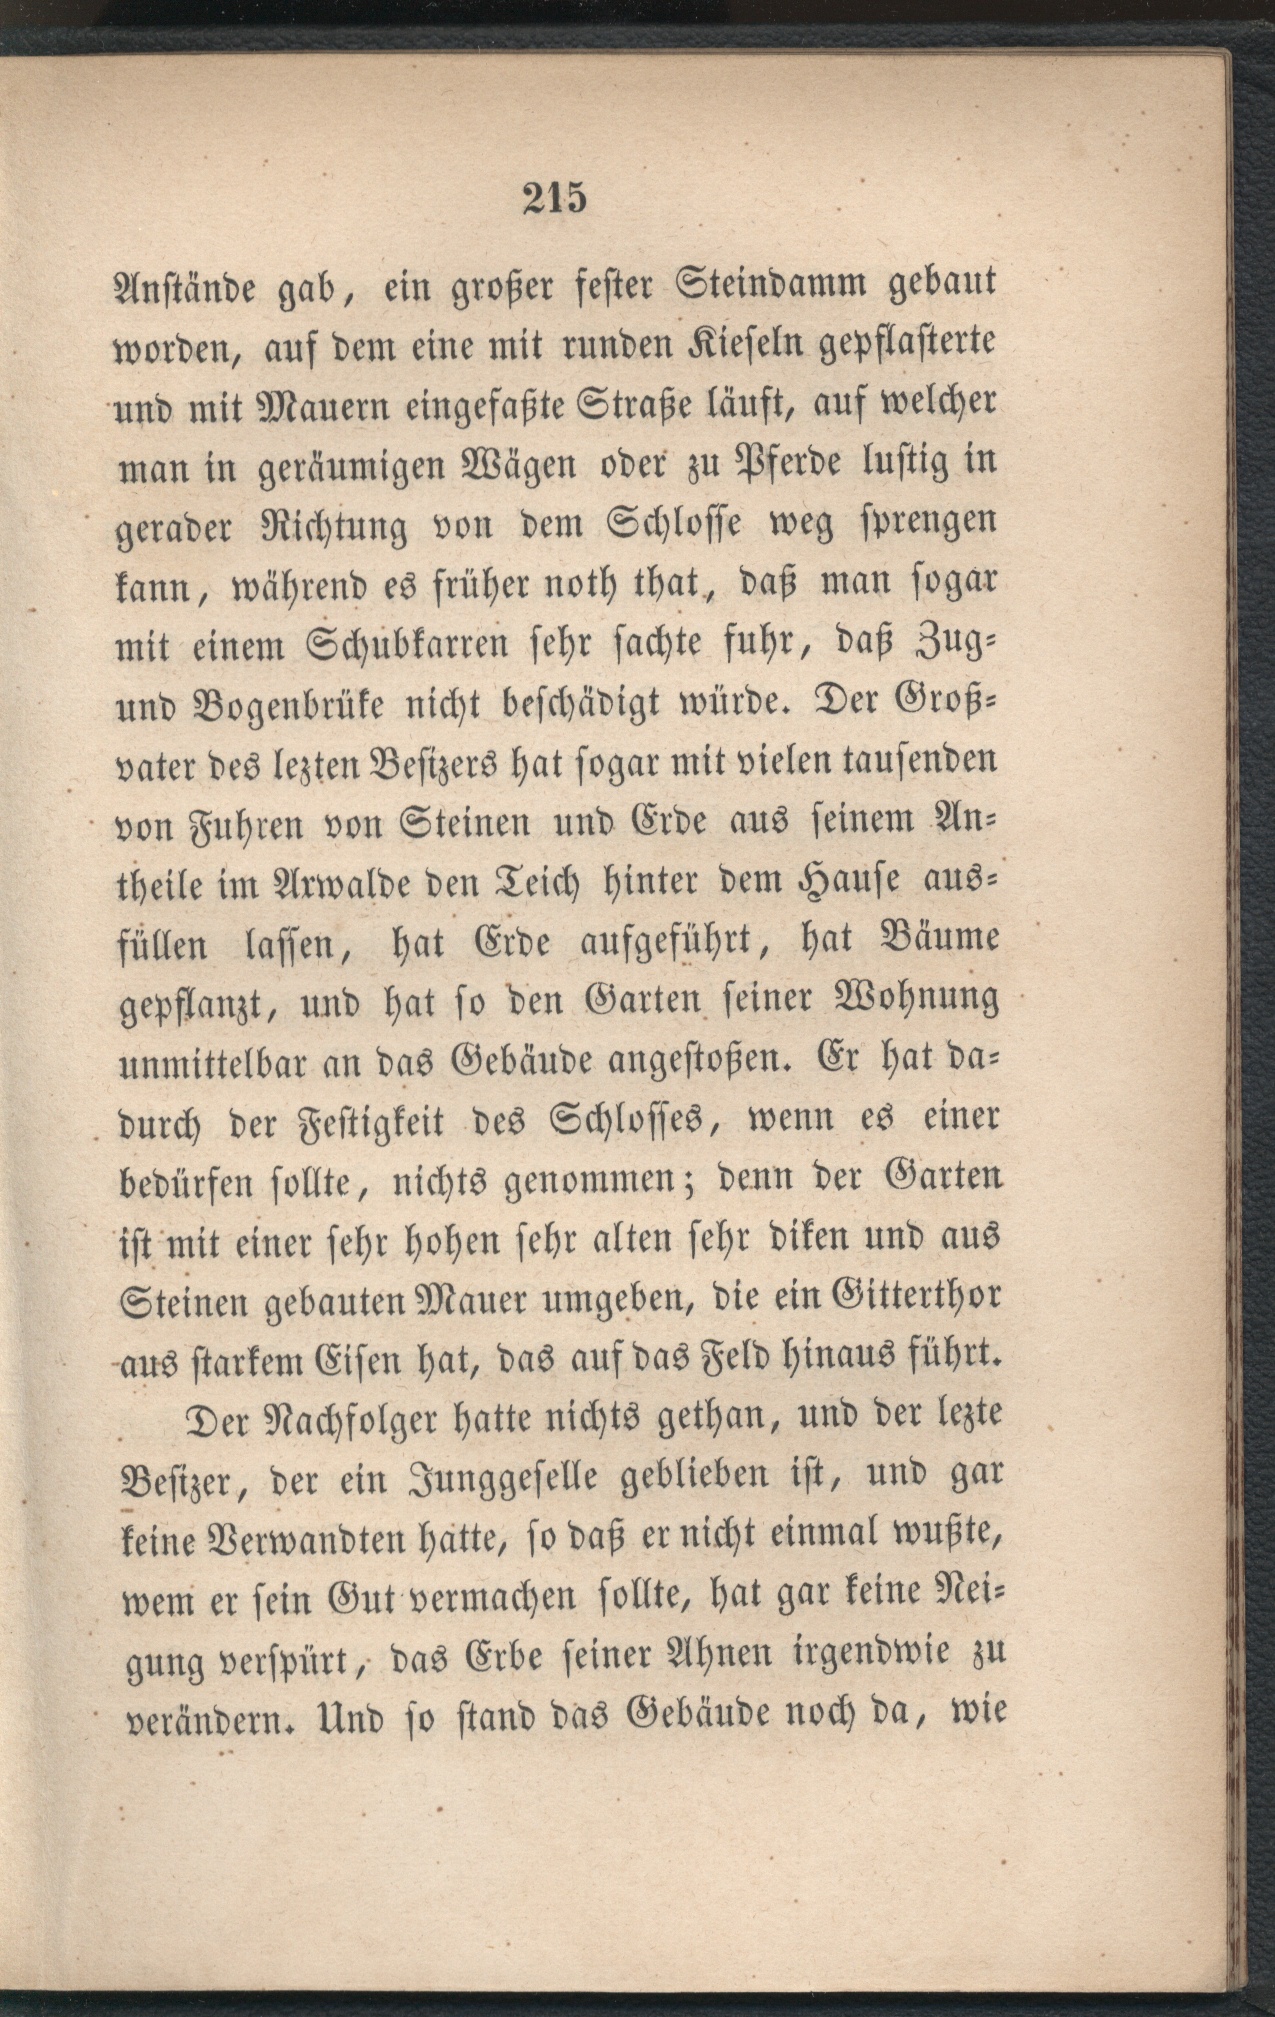 215
Anstände gab, ein großer fester Steindamm gebaut
worden, auf dem eine mit runden Kieseln gepflasterte
und mit Mauern eingefaßte Straße läuft, auf welcher
man in geräumigen Wägen oder zu Pferde lustig in
gerader Richtung von dem Schlosse weg sprengen
kann, während es früher noth that, daß man sogar
mit einem Schubkarren sehr sachte fuhr, daß Zug-
und Bogenbrüke nicht beschädigt würde. Der Groß-
vater des lezten Besizers hat sogar mit vielen tausenden
von Fuhren von Steinen und Erde aus seinem An-
theile im Arwalde den Teich hinter dem Hause aus-
füllen lassen, hat Erde aufgeführt, hat Bäume
gepflanzt, und hat so den Garten seiner Wohnung
unmittelbar an das Gebäude angestoßen. Er hat da-
durch der Festigkeit des Schlosses, wenn es einer
bedürfen sollte, nichts genommen; denn der Garten
ist mit einer sehr hohen sehr alten sehr diken und aus
Steinen gebauten Mauer umgeben, die ein Gitterthor
aus starkem Eisen hat, das auf das Feld hinaus führt.
Der Nachfolger hatte nichts gethan, und der lezte
Besizer, der ein Junggeselle geblieben ist, und gar
keine Verwandten hatte, so daß er nicht einmal wußte,
wem er sein Gut vermachen sollte, hat gar keine Nei-
gung verspürt, das Erbe seiner Ahnen irgendwie zu
verändern. Und so stand das Gebäude noch da, wie